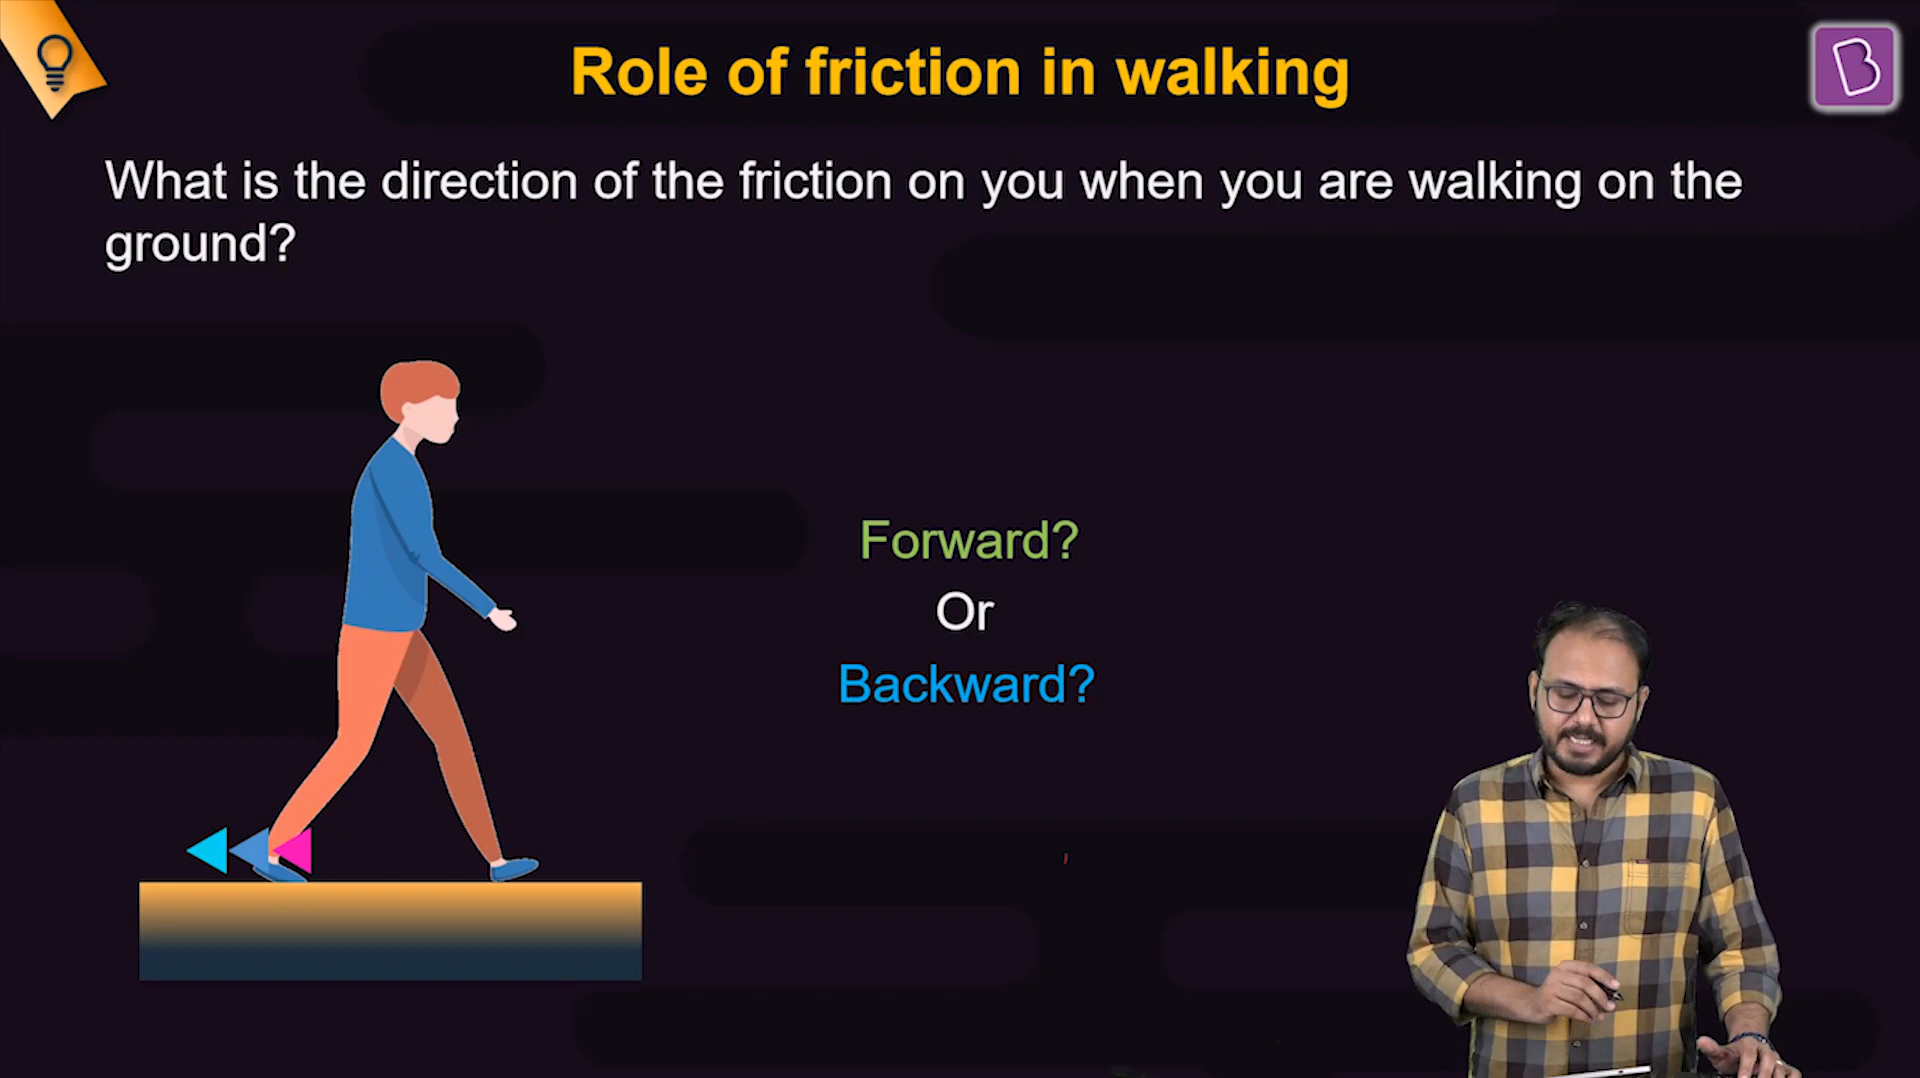 Role of friction in walking
What is the direction of the friction on you when you are walking on the
ground?
Forward?
Or
Backward?
B